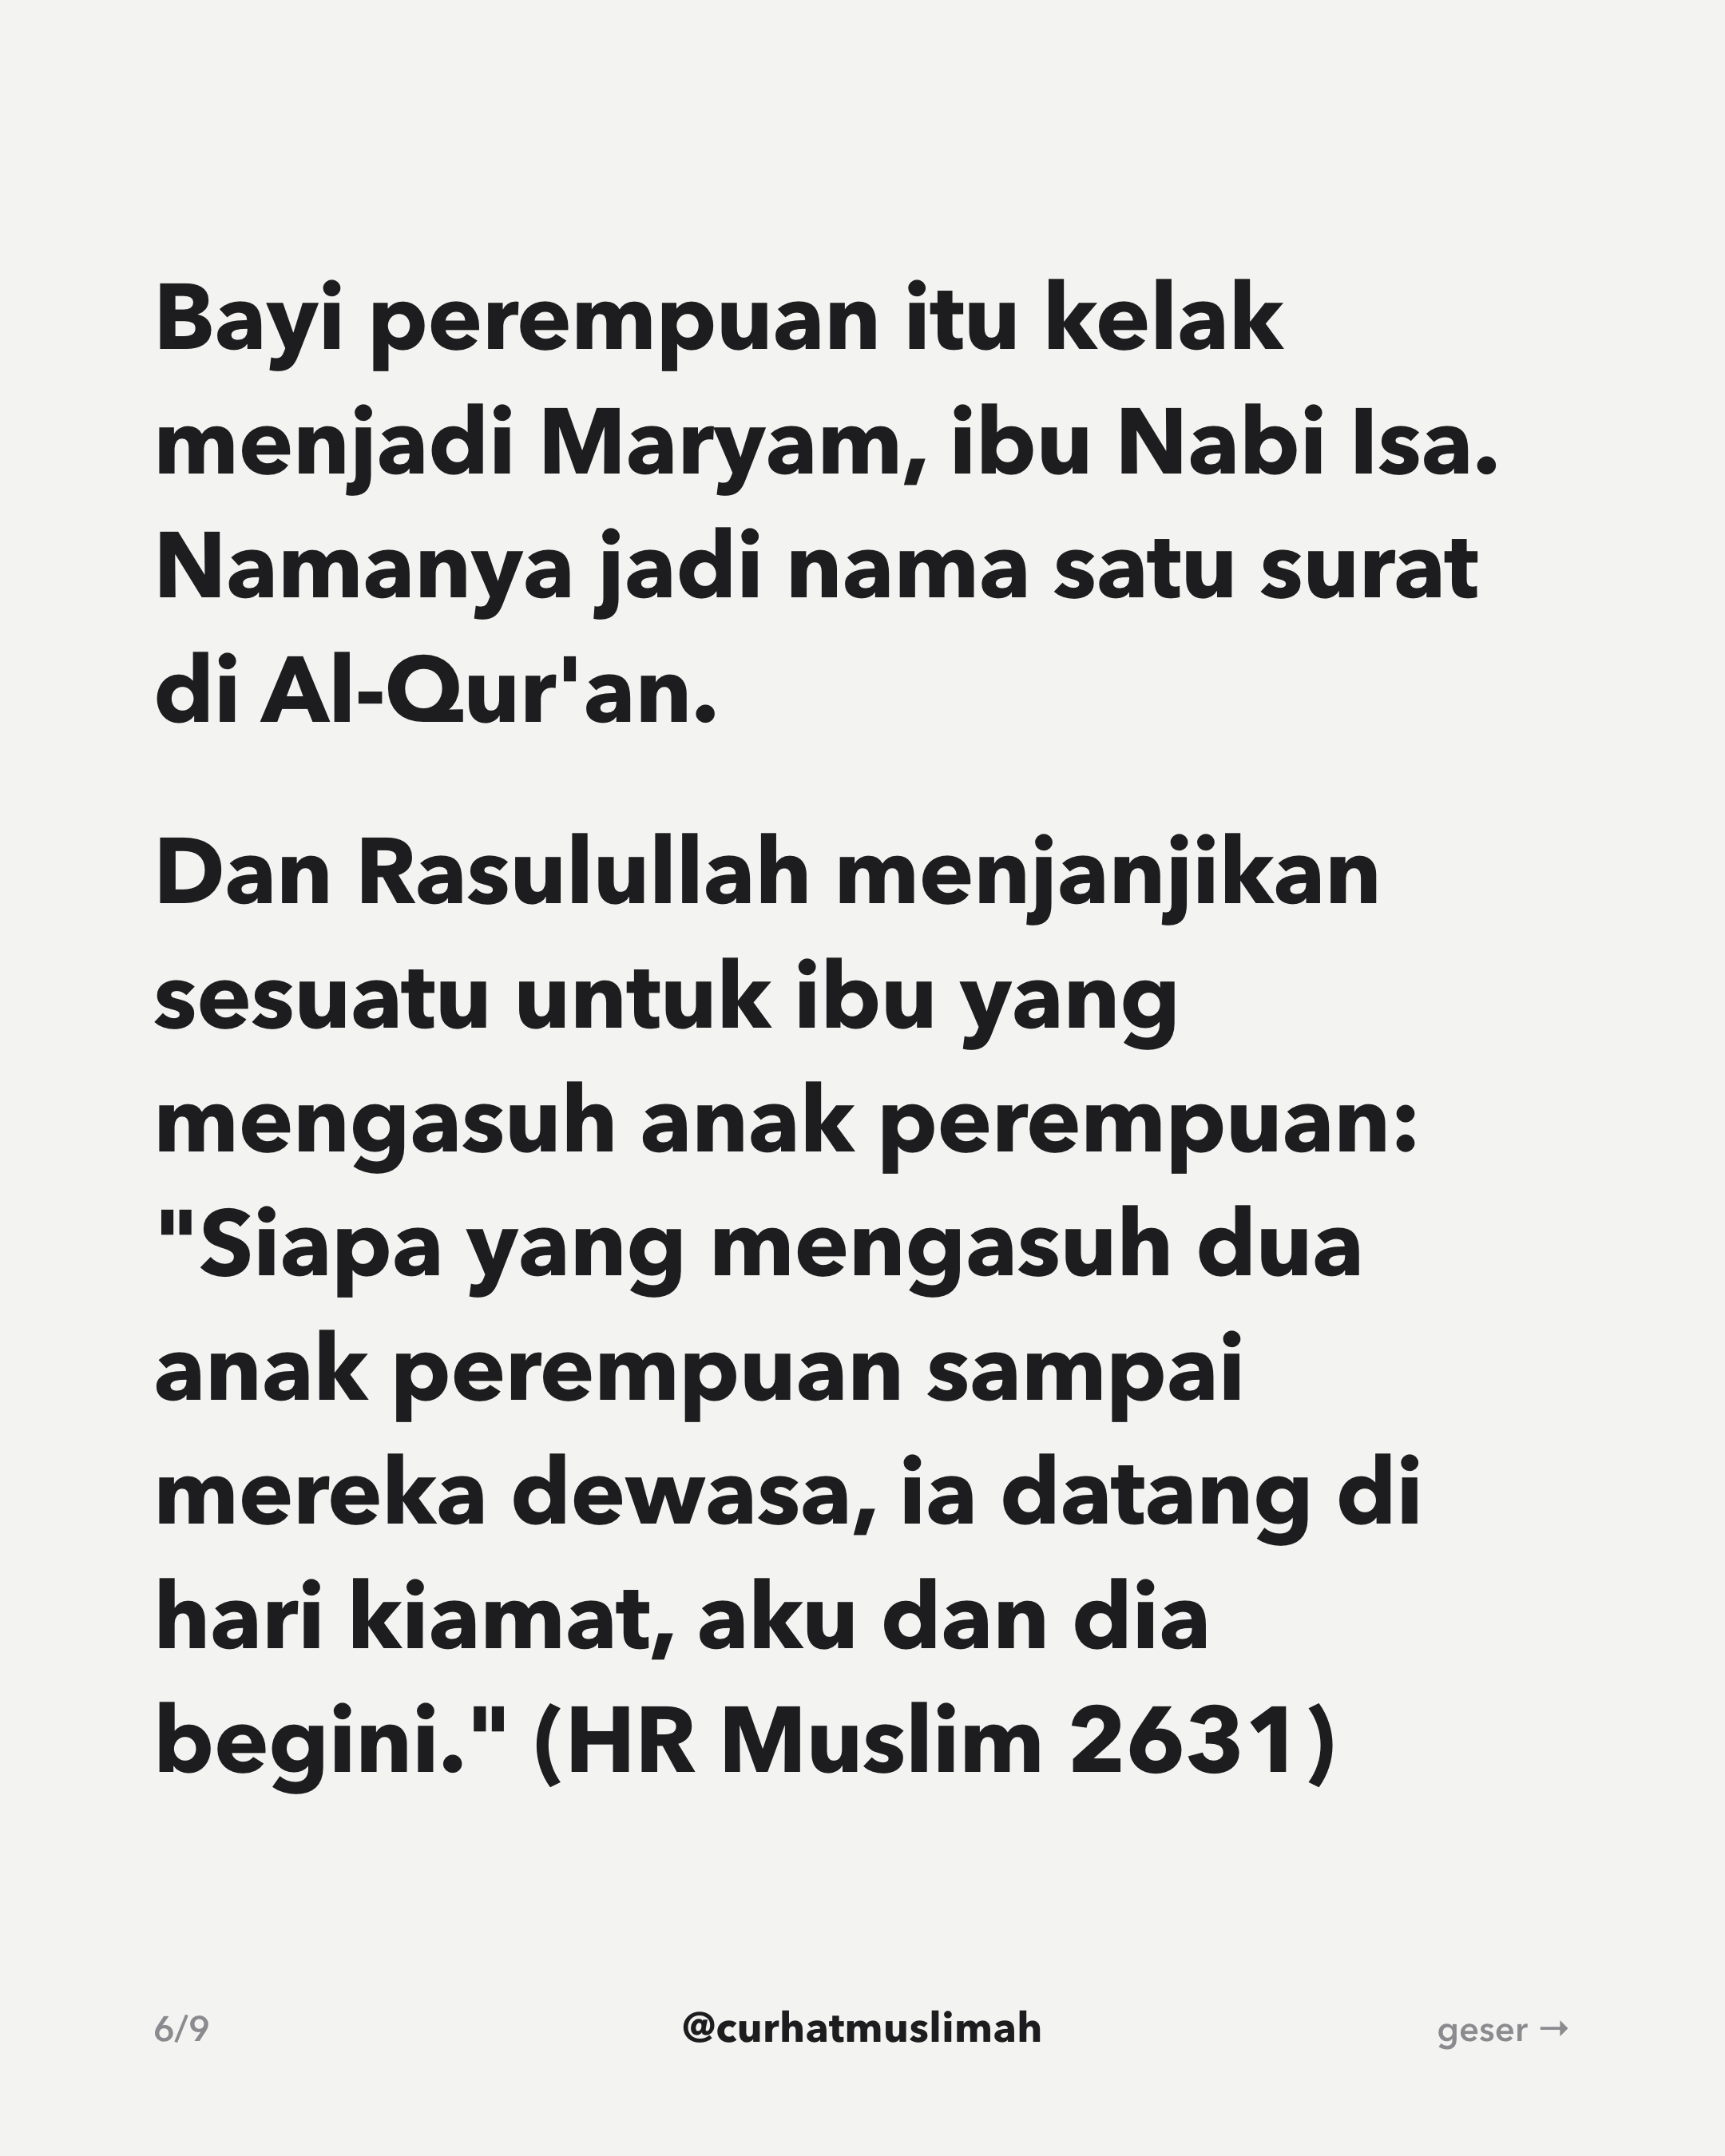 Bayi perempuan itu kelak
menjadi Maryam, ibu Nabi Isa.
Namanya jadi nama satu surat
di Al-Qur'an.
Dan Rasulullah menjanjikan
sesuatu untuk ibu yang
mengasuh anak perempuan:
"Siapa yang mengasuh dua
anak perempuan sampai
mereka dewasa, ia datang di
hari kiamat, aku dan dia
begini." (HR Muslim 2631)
6/9
@curhatmuslimah
geser →